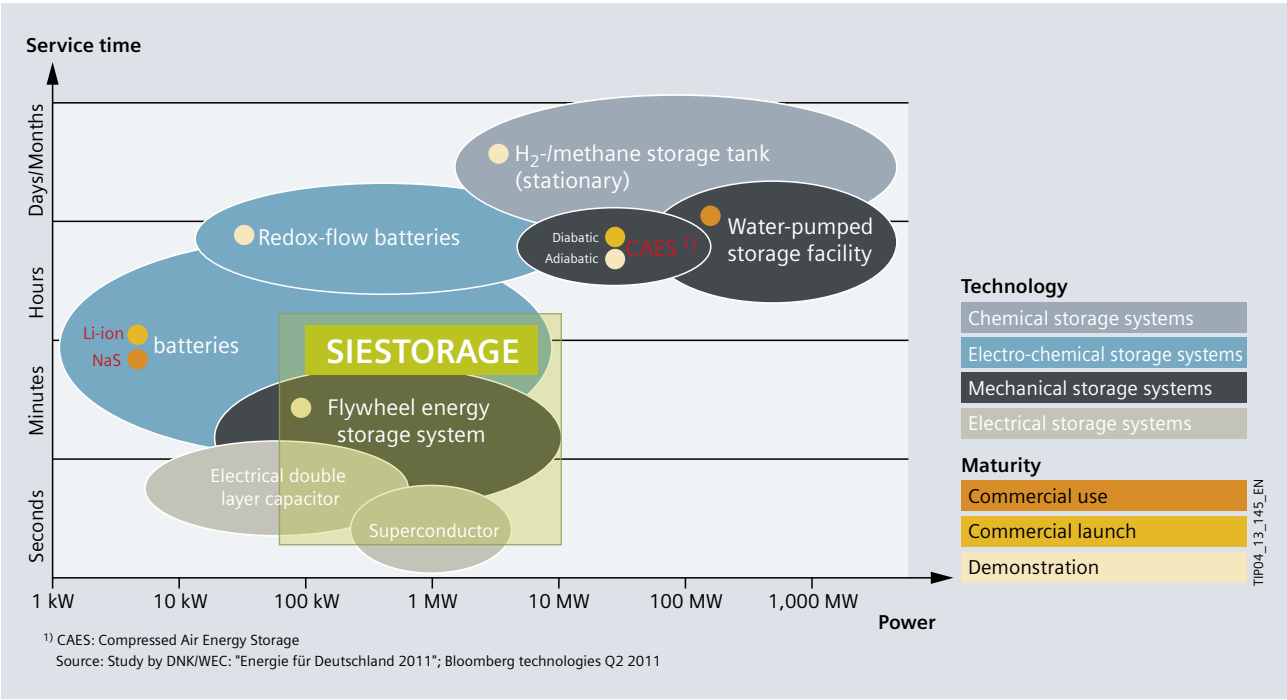 Service time
Days/Months
Hours
Minutes
Seconds
H₂-/methane storage tank
(stationary)
Redox-flow batteries
Diabatic
Adiabatic
CAES ¹⁾
Water-pumped
storage facility
Li-ion
NaS
batteries
SIESTORAGE
Flywheel energy
storage system
Electrical double
layer capacitor
Superconductor
1 kW
10 kW
100 kW
1 MW
10 MW
100 MW
1,000 MW
Power
Technology
Chemical storage systems
Electro-chemical storage systems
Mechanical storage systems
Electrical storage systems
Maturity
Commercial use
Commercial launch
Demonstration
TIP04_13_145_EN
¹⁾ CAES: Compressed Air Energy Storage
Source: Study by DNK/WEC: "Energie für Deutschland 2011"; Bloomberg technologies Q2 2011